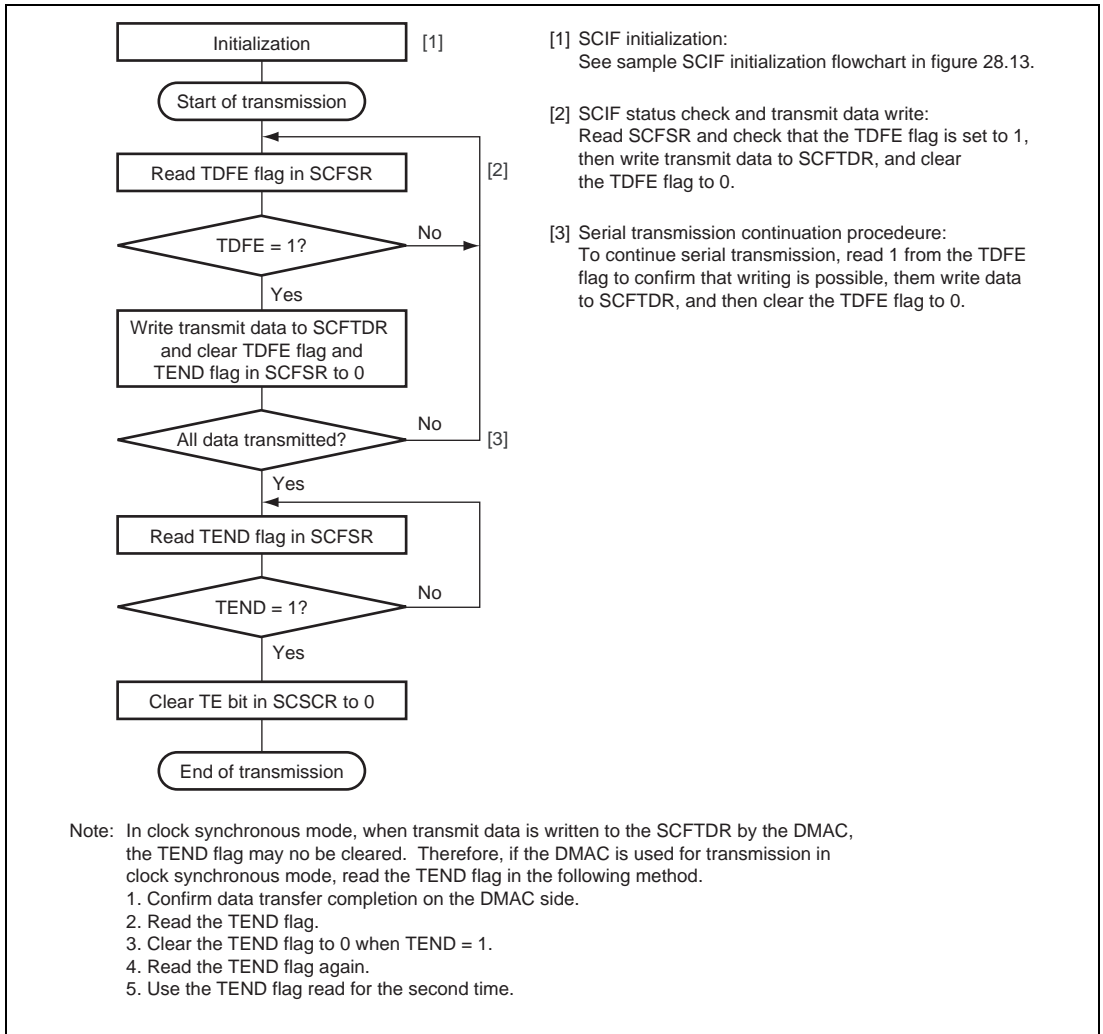 Initialization
[1]
Start of transmission
Read TDFE flag in SCFSR
[2]
TDFE = 1?
No
Yes
Write transmit data to SCFTDR
and clear TDFE flag and
TEND flag in SCFSR to 0
All data transmitted?
No
[3]
Yes
Read TEND flag in SCFSR
TEND = 1?
No
Yes
Clear TE bit in SCSCR to 0
End of transmission
[1] SCIF initialization:
See sample SCIF initialization flowchart in figure 28.13.
[2] SCIF status check and transmit data write:
Read SCFSR and check that the TDFE flag is set to 1,
then write transmit data to SCFTDR, and clear
the TDFE flag to 0.
[3] Serial transmission continuation procedeure:
To continue serial transmission, read 1 from the TDFE
flag to confirm that writing is possible, them write data
to SCFTDR, and then clear the TDFE flag to 0.
Note: In clock synchronous mode, when transmit data is written to the SCFTDR by the DMAC,
the TEND flag may no be cleared. Therefore, if the DMAC is used for transmission in
clock synchronous mode, read the TEND flag in the following method.
1. Confirm data transfer completion on the DMAC side.
2. Read the TEND flag.
3. Clear the TEND flag to 0 when TEND = 1.
4. Read the TEND flag again.
5. Use the TEND flag read for the second time.